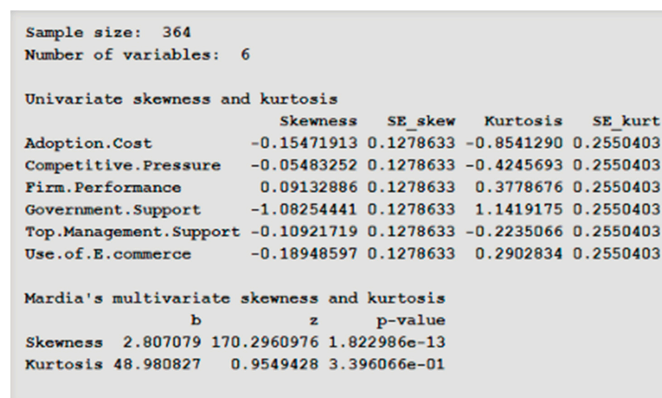 Sample size: 364
Number of variables: 6
Univariate skewness and kurtosis
Skewness SE_skew Kurtosis SE_kurt
Adoption.Cost -0.15471913 0.1278633 -0.8541290 0.2550403
Competitive.Pressure -0.05483252 0.1278633 -0.4245693 0.2550403
Firm.Performance 0.09132886 0.1278633 0.3778676 0.2550403
Government.Support -1.08254441 0.1278633 1.1419175 0.2550403
Top.Management.Support -0.10921719 0.1278633 -0.2235066 0.2550403
Use.of.E.commerce -0.18948597 0.1278633 0.2902834 0.2550403
Mardia's multivariate skewness and kurtosis
b z p-value
Skewness 2.807079 170.2960976 1.822986e-13
Kurtosis 48.980827 0.9549428 3.396066e-01